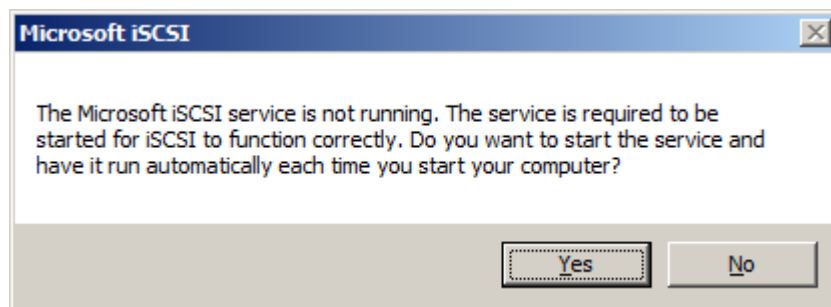 Microsoft iSCSI
The Microsoft iSCSI service is not running. The service is required to be
started for iSCSI to function correctly. Do you want to start the service and
have it run automatically each time you start your computer?
Yes No